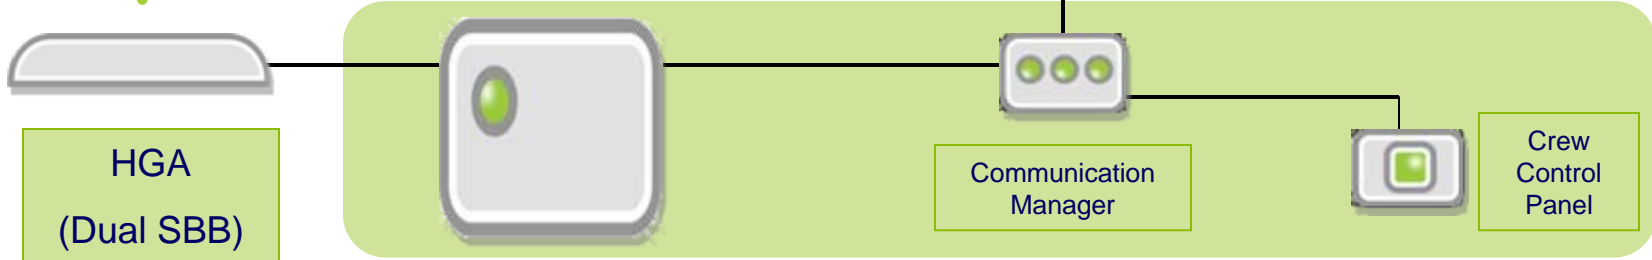 HGA
(Dual SBB)
Communication
Manager
Crew
Control
Panel